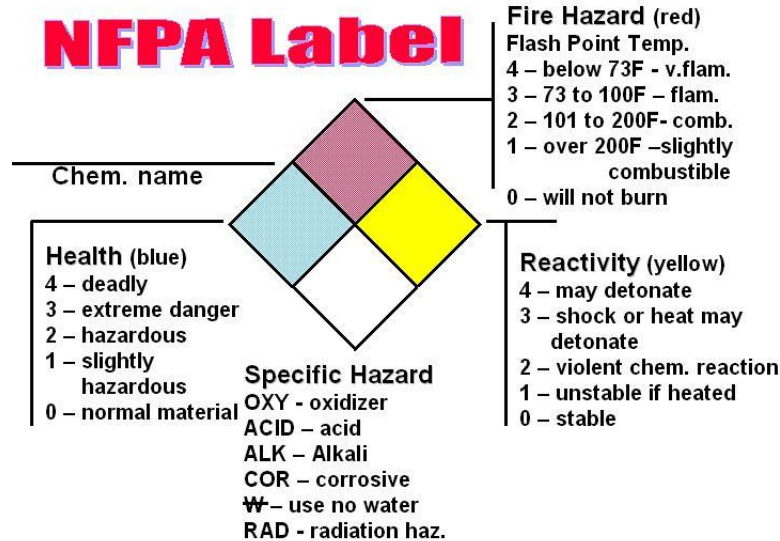 NFPA Label
Fire Hazard (red)
Flash Point Temp.
4 – below 73F - v.flam.
3 – 73 to 100F – flam.
2 – 101 to 200F- comb.
1 – over 200F –slightly
combustible
0 – will not burn
Chem. name
Health (blue)
4 – deadly
3 – extreme danger
2 – hazardous
1 – slightly
hazardous
0 – normal material
Reactivity (yellow)
4 – may detonate
3 – shock or heat may
detonate
2 – violent chem. reaction
1 – unstable if heated
0 – stable
Specific Hazard
OXY - oxidizer
ACID – acid
ALK – Alkali
COR – corrosive
W – use no water
RAD - radiation haz.